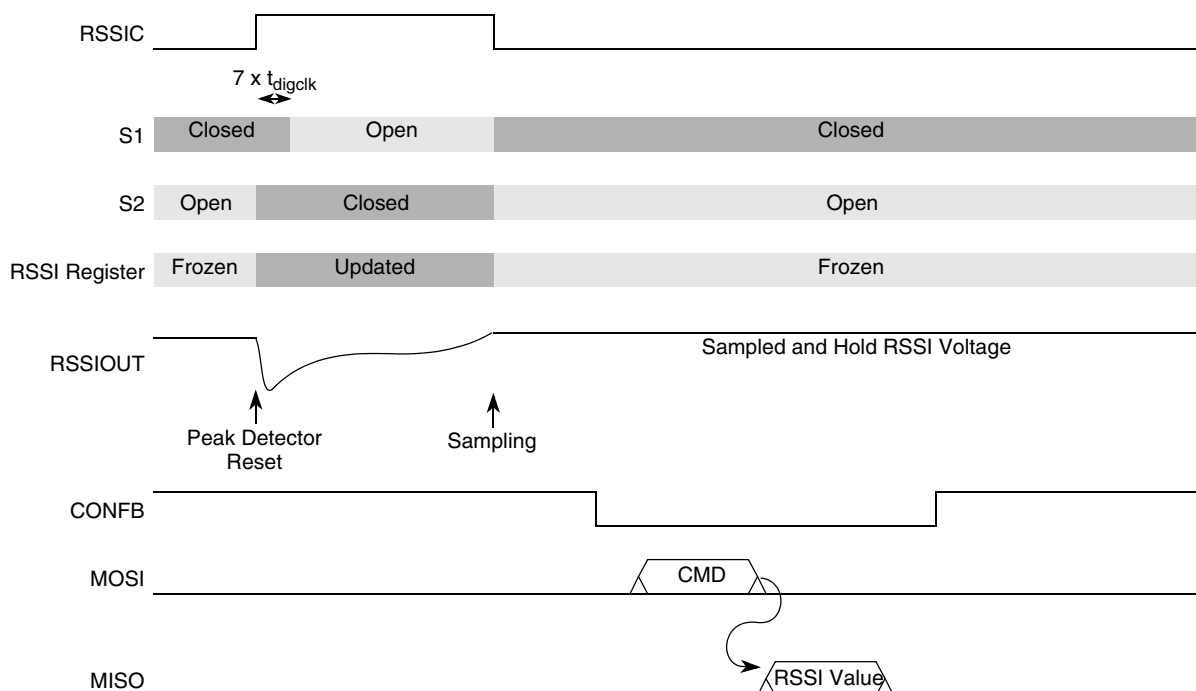 RSSIC
7 x tdigclk
S1 Closed Open Closed
S2 Open Closed Open
RSSI Register Frozen Updated Frozen
RSSIOUT Sampled and Hold RSSI Voltage
Peak Detector
Reset
Sampling
CONFB
MOSI CMD
MISO RSSI Value